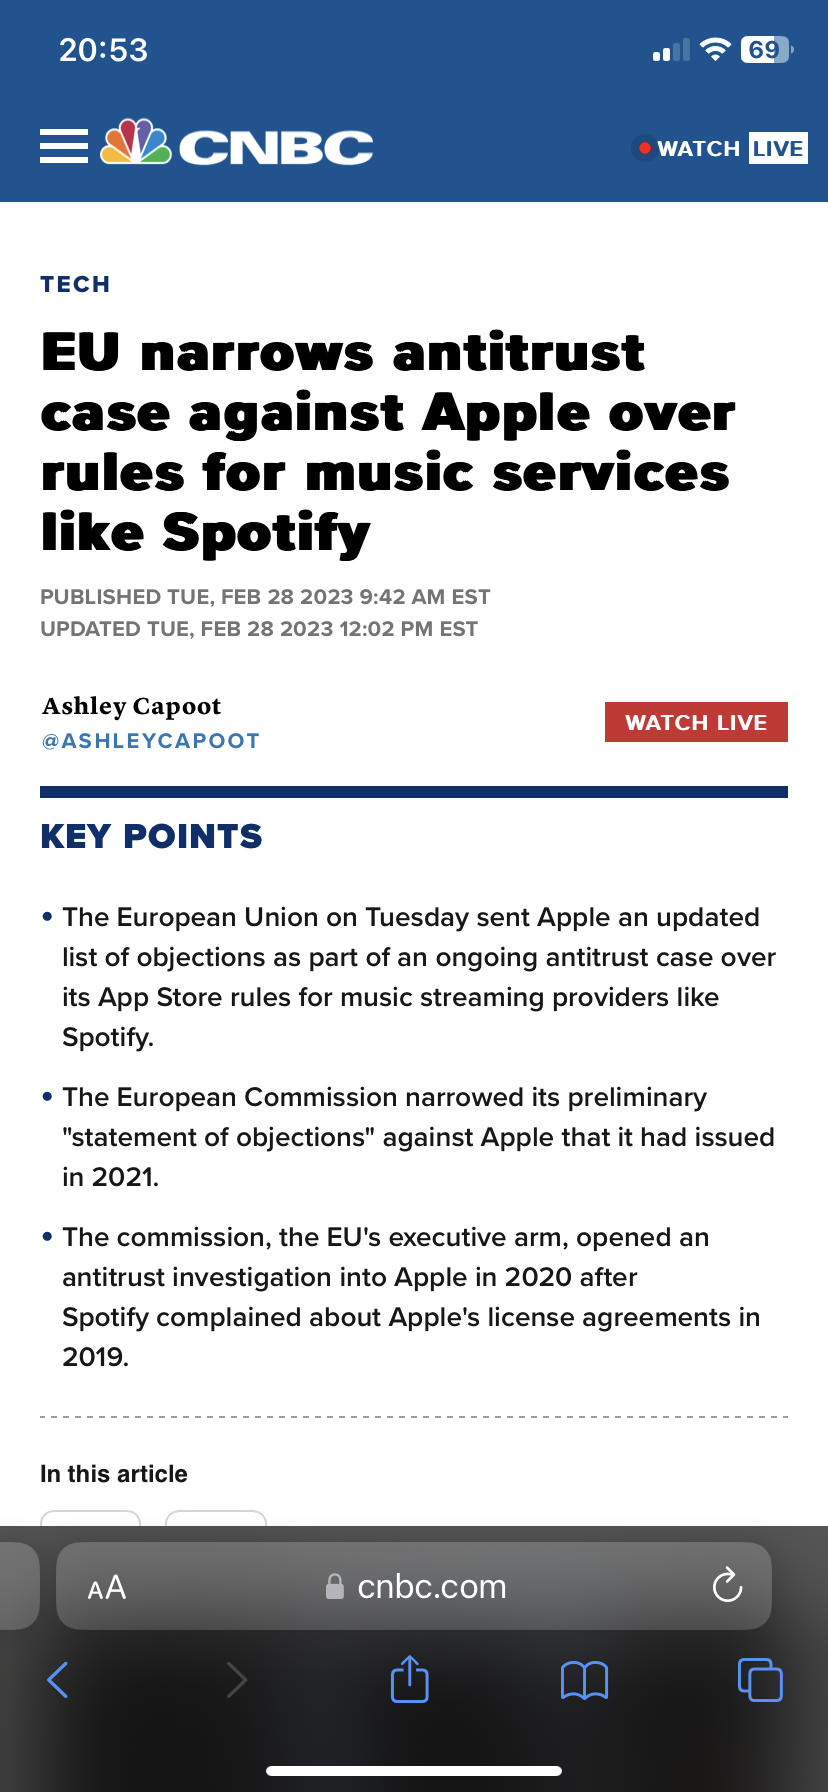 20:53
69
CNBC
WATCH LIVE
TECH
EU narrows antitrust
case against Apple over
rules for music services
like Spotify
PUBLISHED TUE, FEB 28 2023 9:42 AM EST
UPDATED TUE, FEB 28 2023 12:02 PM EST
Ashley Capoot
@ASHLEYCAPOOT
WATCH LIVE
KEY POINTS
• The European Union on Tuesday sent Apple an updated
list of objections as part of an ongoing antitrust case over
its App Store rules for music streaming providers like
Spotify.
• The European Commission narrowed its preliminary
"statement of objections" against Apple that it had issued
in 2021.
• The commission, the EU's executive arm, opened an
antitrust investigation into Apple in 2020 after
Spotify complained about Apple's license agreements in
2019.
In this article
AA
cnbc.com